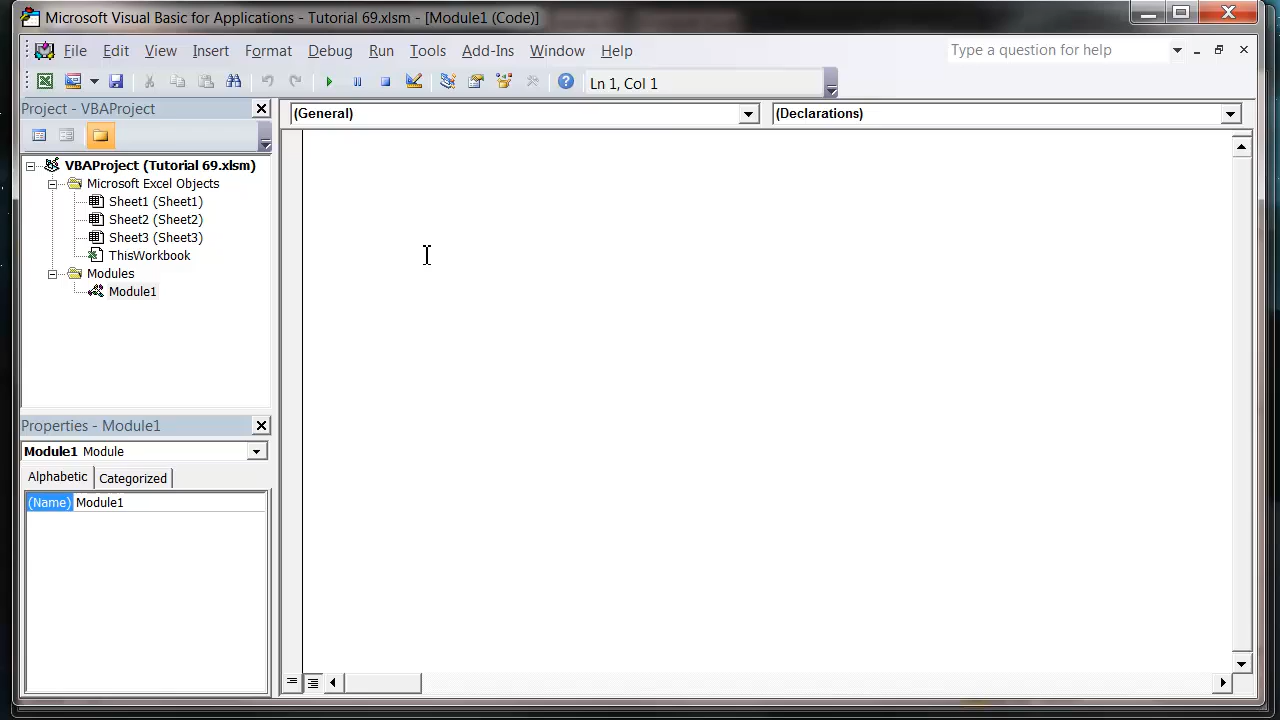 Microsoft Visual Basic for Applications - Tutorial 69.xlsm - [Module1 (Code)]
File Edit View Insert Format Debug Run Tools Add-Ins Window Help Type a question for help
Ln 1, Col 1
Project - VBAProject
(General) (Declarations)
VBAProject (Tutorial 69.xlsm)
Microsoft Excel Objects
Sheet1 (Sheet1)
Sheet2 (Sheet2)
Sheet3 (Sheet3)
ThisWorkbook
Modules
Module1
Properties - Module1
Module1 Module
Alphabetic Categorized
(Name) Module1